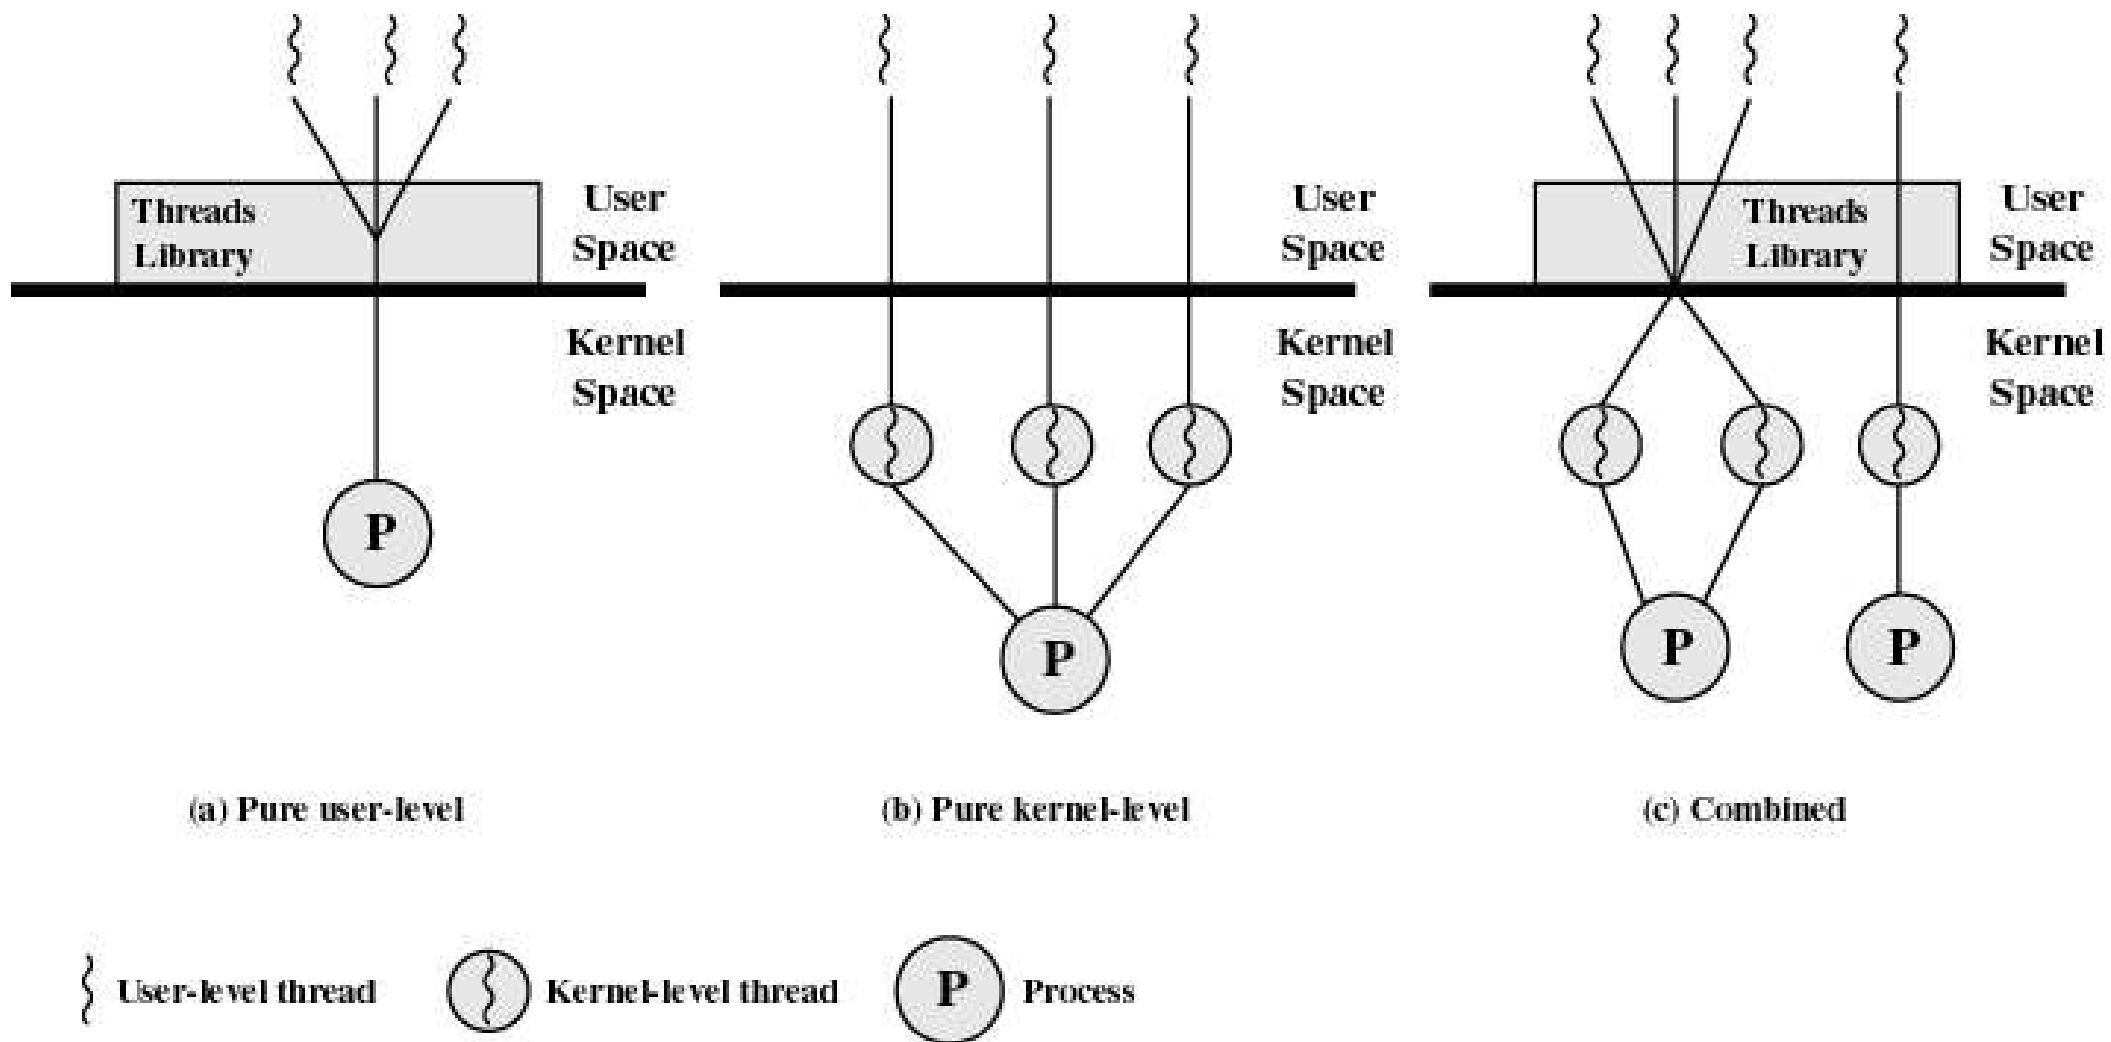 Threads
Library
User
Space
Kernel
Space
P
(a) Pure user-level
User
Space
Kernel
Space
P
(b) Pure kernel-level
Threads
Library
User
Space
Kernel
Space
P
P
(c) Combined
User-level thread
Kernel-level thread
P
Process